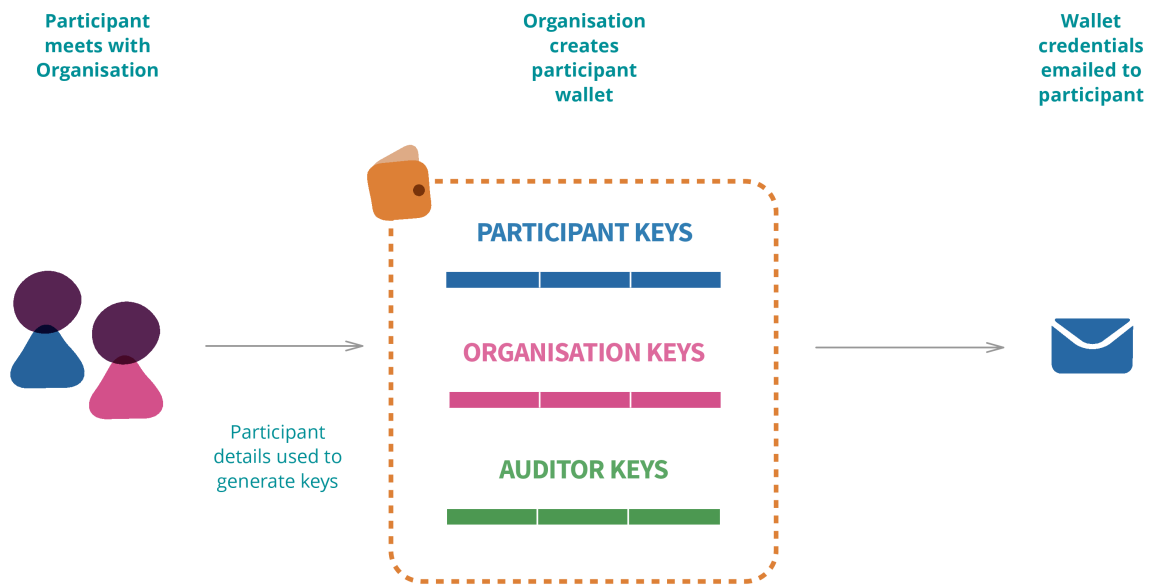 Participant
meets with
Organisation
Organisation
creates
participant
wallet
Wallet
credentials
emailed to
participant
PARTICIPANT KEYS
ORGANISATION KEYS
AUDITOR KEYS
Participant
details used to
generate keys